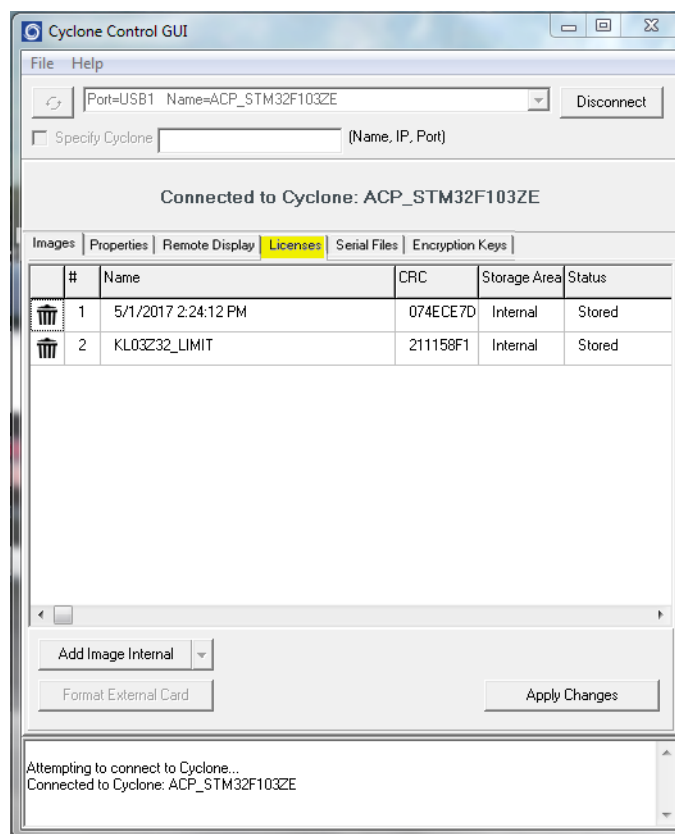 Cyclone Control GUI
File Help
Port=USB1 Name=ACP_STM32F103ZE
Disconnect
Specify Cyclone (Name, IP, Port)
Connected to Cyclone: ACP_STM32F103ZE
Images Properties Remote Display Licenses Serial Files Encryption Keys
# Name CRC Storage Area Status
1 5/1/2017 2:24:12 PM 074ECE7D Internal Stored
2 KL03Z32_LIMIT 211158F1 Internal Stored
Add Image Internal
Format External Card Apply Changes
Attempting to connect to Cyclone...
Connected to Cyclone: ACP_STM32F103ZE